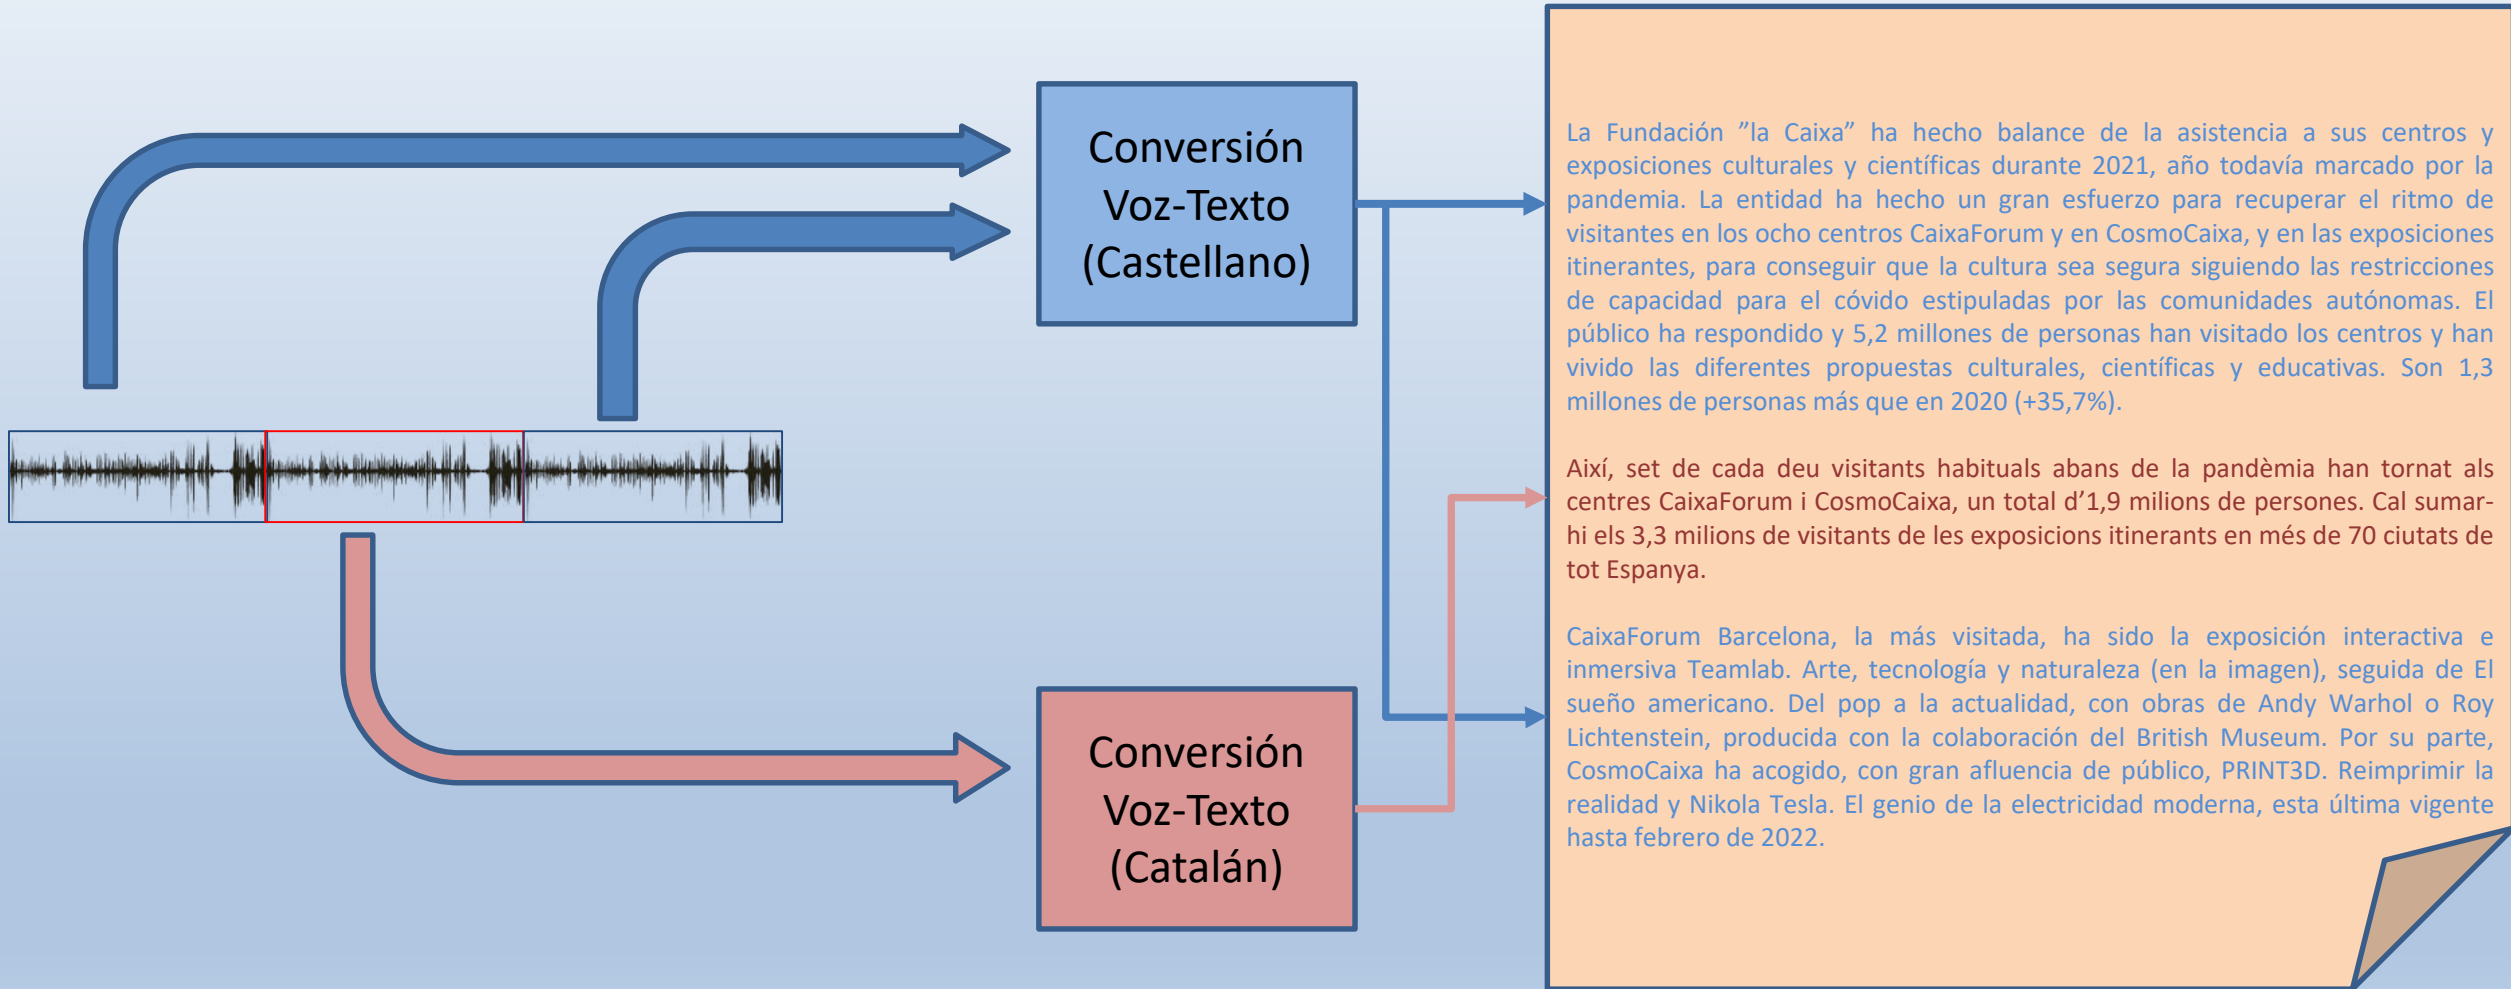 Conversión
Voz-Texto
(Castellano)
Conversión
Voz-Texto
(Catalán)
La Fundación ”la Caixa” ha hecho balance de la asistencia a sus centros y
exposiciones culturales y científicas durante 2021, año todavía marcado por la
pandemia. La entidad ha hecho un gran esfuerzo para recuperar el ritmo de
visitantes en los ocho centros CaixaForum y en CosmoCaixa, y en las exposiciones
itinerantes, para conseguir que la cultura sea segura siguiendo las restricciones
de capacidad para el cóvido estipuladas por las comunidades autónomas. El
público ha respondido y 5,2 millones de personas han visitado los centros y han
vivido las diferentes propuestas culturales, científicas y educativas. Son 1,3
millones de personas más que en 2020 (+35,7%).
Així, set de cada deu visitants habituals abans de la pandèmia han tornat als
centres CaixaForum i CosmoCaixa, un total d’1,9 milions de persones. Cal sumar-
hi els 3,3 milions de visitants de les exposicions itinerants en més de 70 ciutats de
tot Espanya.
CaixaForum Barcelona, la más visitada, ha sido la exposición interactiva e
inmersiva Teamlab. Arte, tecnología y naturaleza (en la imagen), seguida de El
sueño americano. Del pop a la actualidad, con obras de Andy Warhol o Roy
Lichtenstein, producida con la colaboración del British Museum. Por su parte,
CosmoCaixa ha acogido, con gran afluencia de público, PRINT3D. Reimprimir la
realidad y Nikola Tesla. El genio de la electricidad moderna, esta última vigente
hasta febrero de 2022.